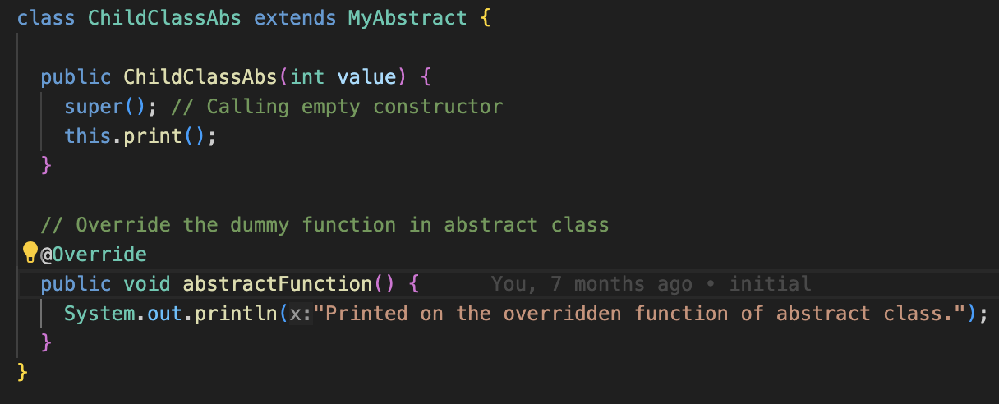 class ChildClassAbs extends MyAbstract {
public ChildClassAbs(int value) {
super(); // Calling empty constructor
this.print();
}
// Override the dummy function in abstract class
@Override
public void abstractFunction() { You, 7 months ago • initial
System.out.println(x:"Printed on the overridden function of abstract class.");
}
}